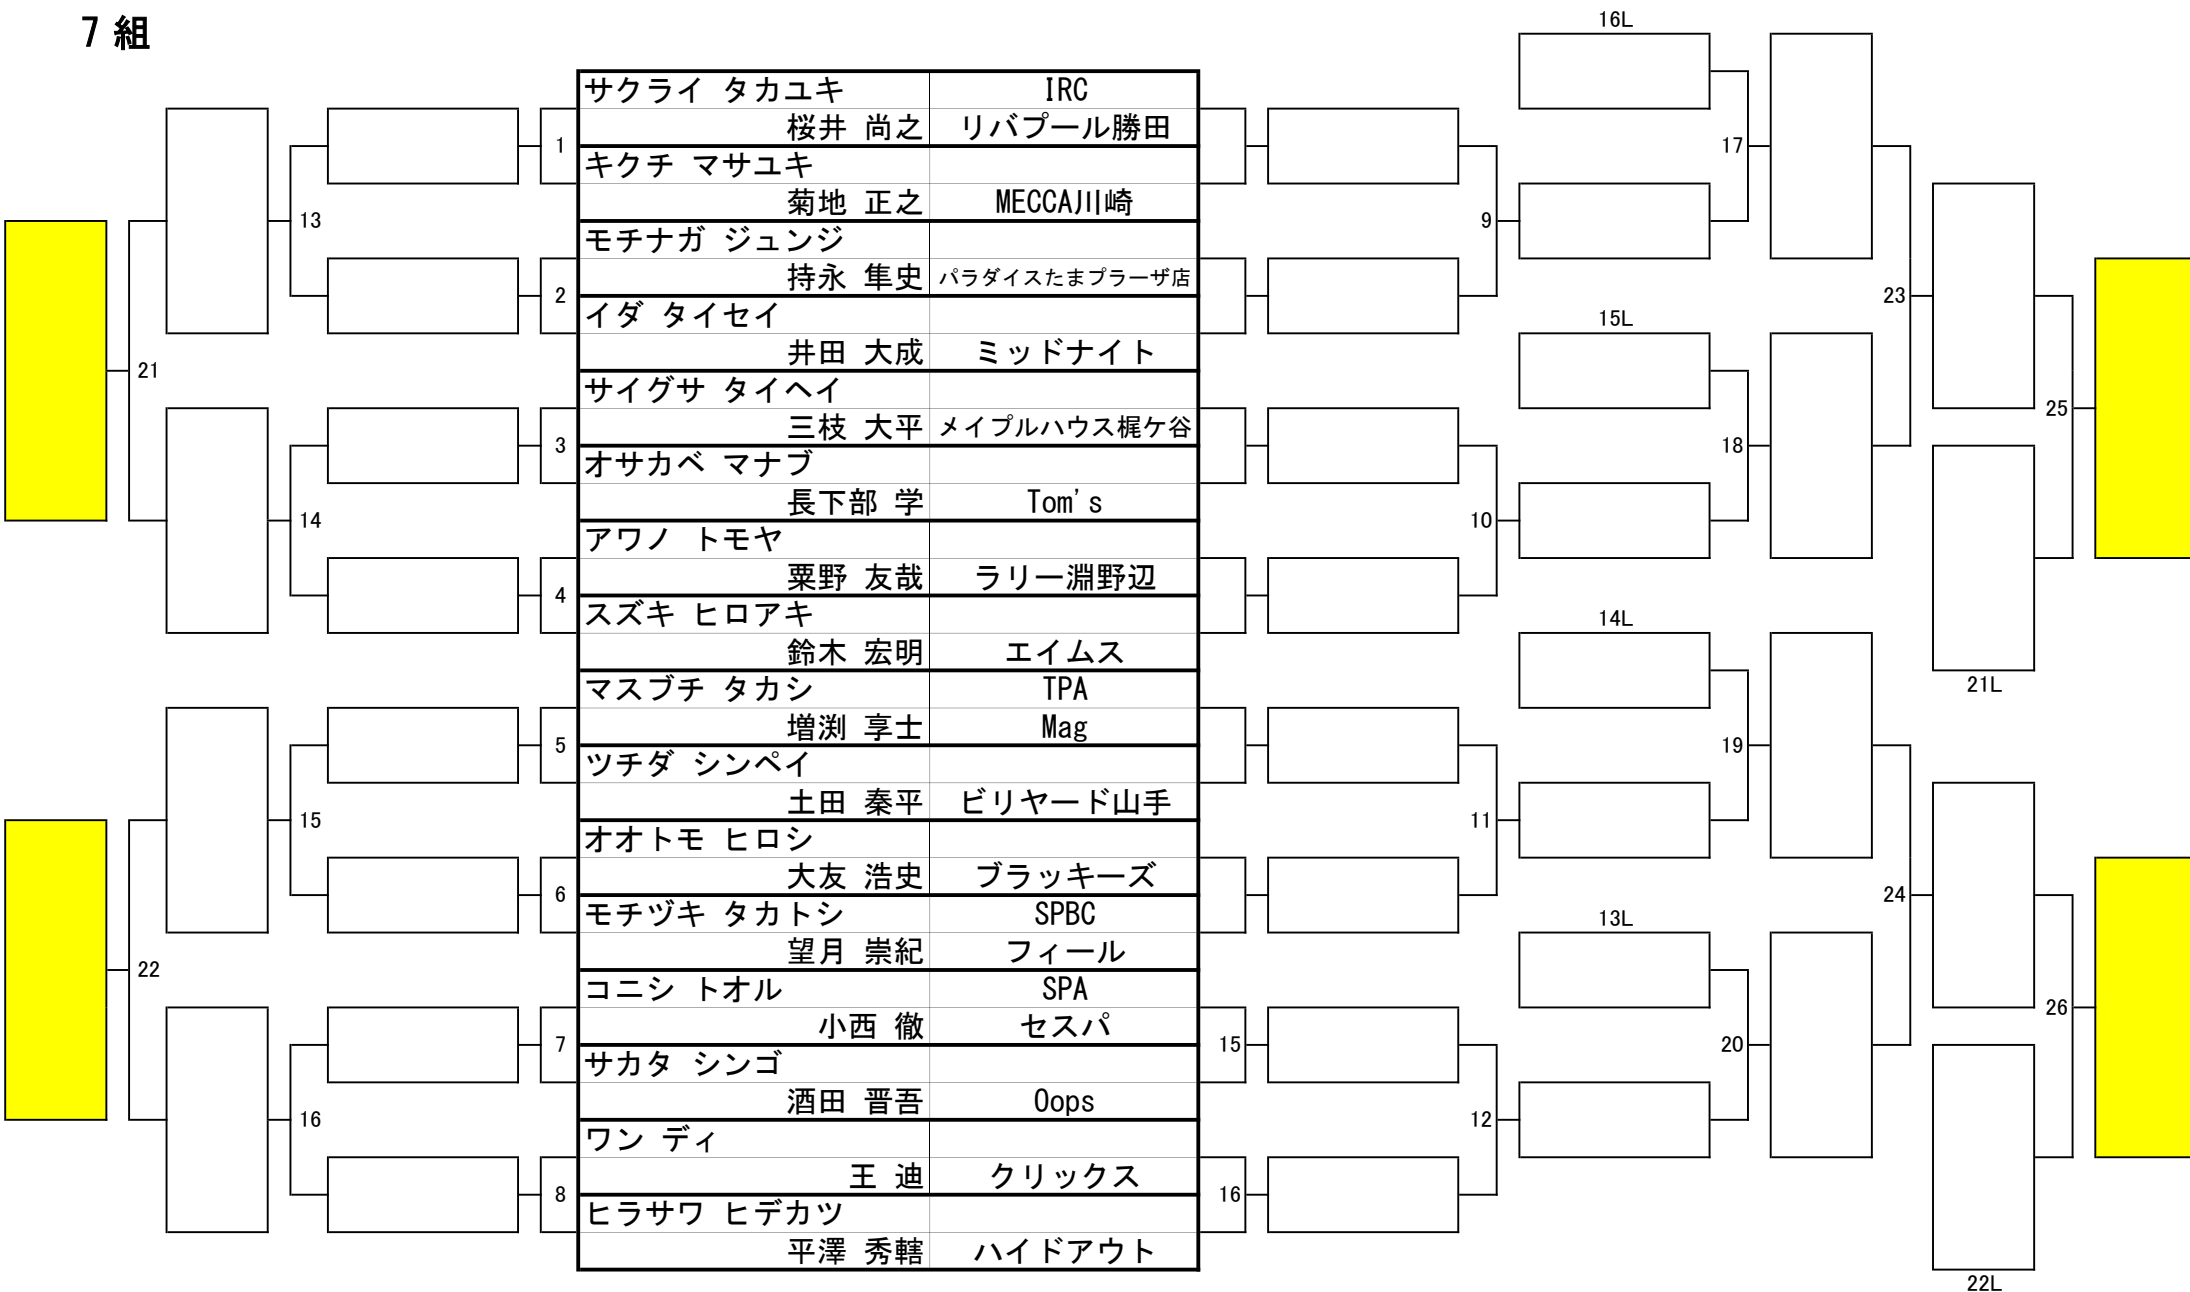 7 組
16L
サクライ タカユキ IRC
1 桜井 尚之 リバプール勝田 17
キクチ マサユキ
菊地 正之 MECCA川崎
13 9
モチナガ ジュンジ
持永 隼史 パラダイスたまプラーザ店
2 23
イダ タイセイ 15L
井田 大成 ミッドナイト
21
サイグサ タイヘイ
25
三枝 大平 メイプルハウス梶ケ谷
3 18
オサカベ マナブ
長下部 学 Tom's
14 10
アワノ トモヤ
粟野 友哉 ラリー淵野辺
4
スズキ ヒロアキ 14L
鈴木 宏明 エイムス
マスブチ タカシ TPA 21L
増渕 享士 Mag
5 19
ツチダ シンペイ
土田 秦平 ビリヤード山手
15 11
オオトモ ヒロシ
大友 浩史 ブラッキーズ
6 24
モチヅキ タカトシ SPBC 13L
望月 崇紀 フィール
22
コニシ トオル SPA
26
小西 徹 セスパ
7 15 20
サカタ シンゴ
酒田 晋吾 Oops
16 12
ワン ディ
王 迪 クリックス
8 16
ヒラサワ ヒデカツ
平澤 秀轄 ハイドアウト
22L